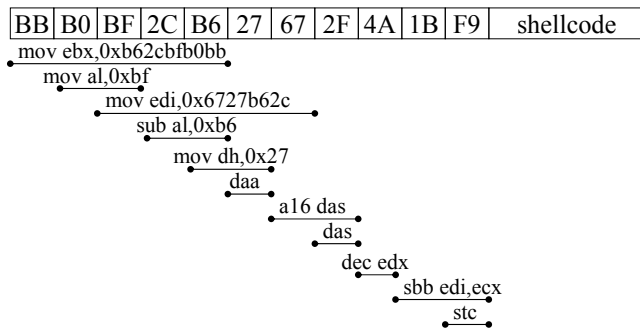 BB B0 BF 2C B6 27 67 2F 4A 1B F9 shellcode
mov ebx,0xb62cbfb0bb
mov al,0xbf
mov edi,0x6727b62c
sub al,0xb6
mov dh,0x27
daa
a16 das
das
dec edx
sbb edi,ecx
stc